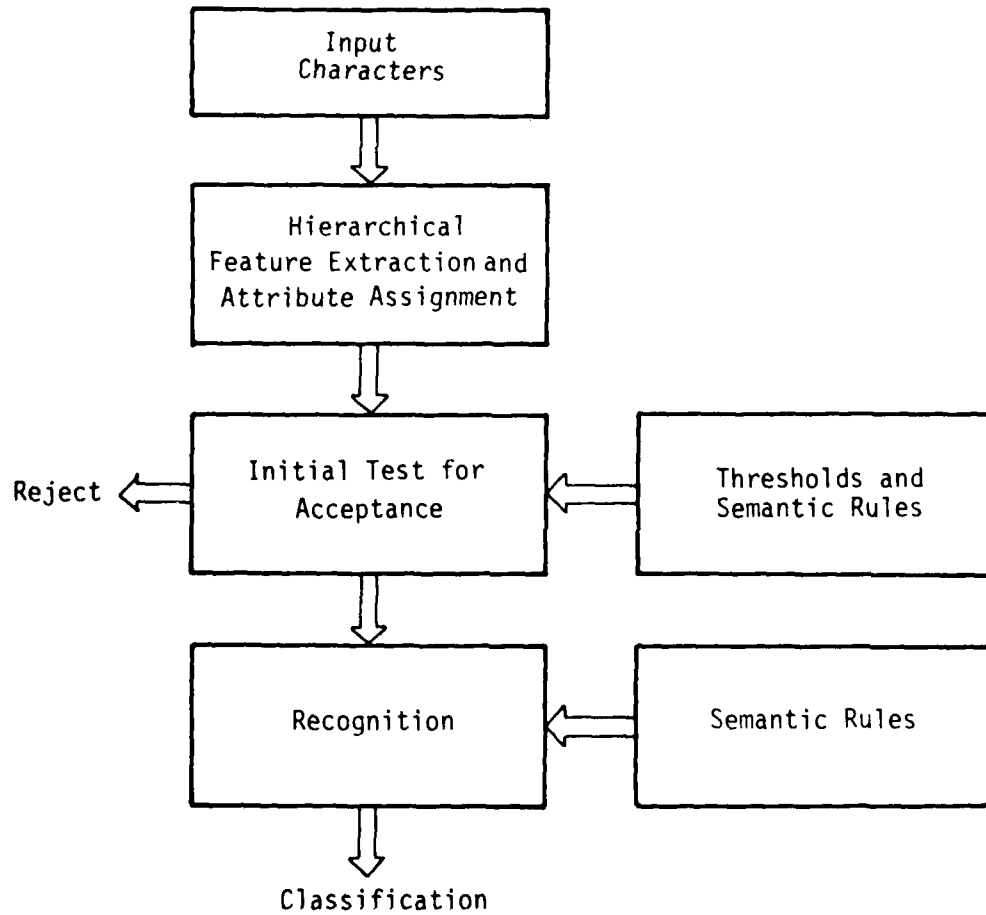 Input
Characters
Hierarchical
Feature Extraction and
Attribute Assignment
Reject
Initial Test for
Acceptance
Thresholds and
Semantic Rules
Recognition
Semantic Rules
Classification